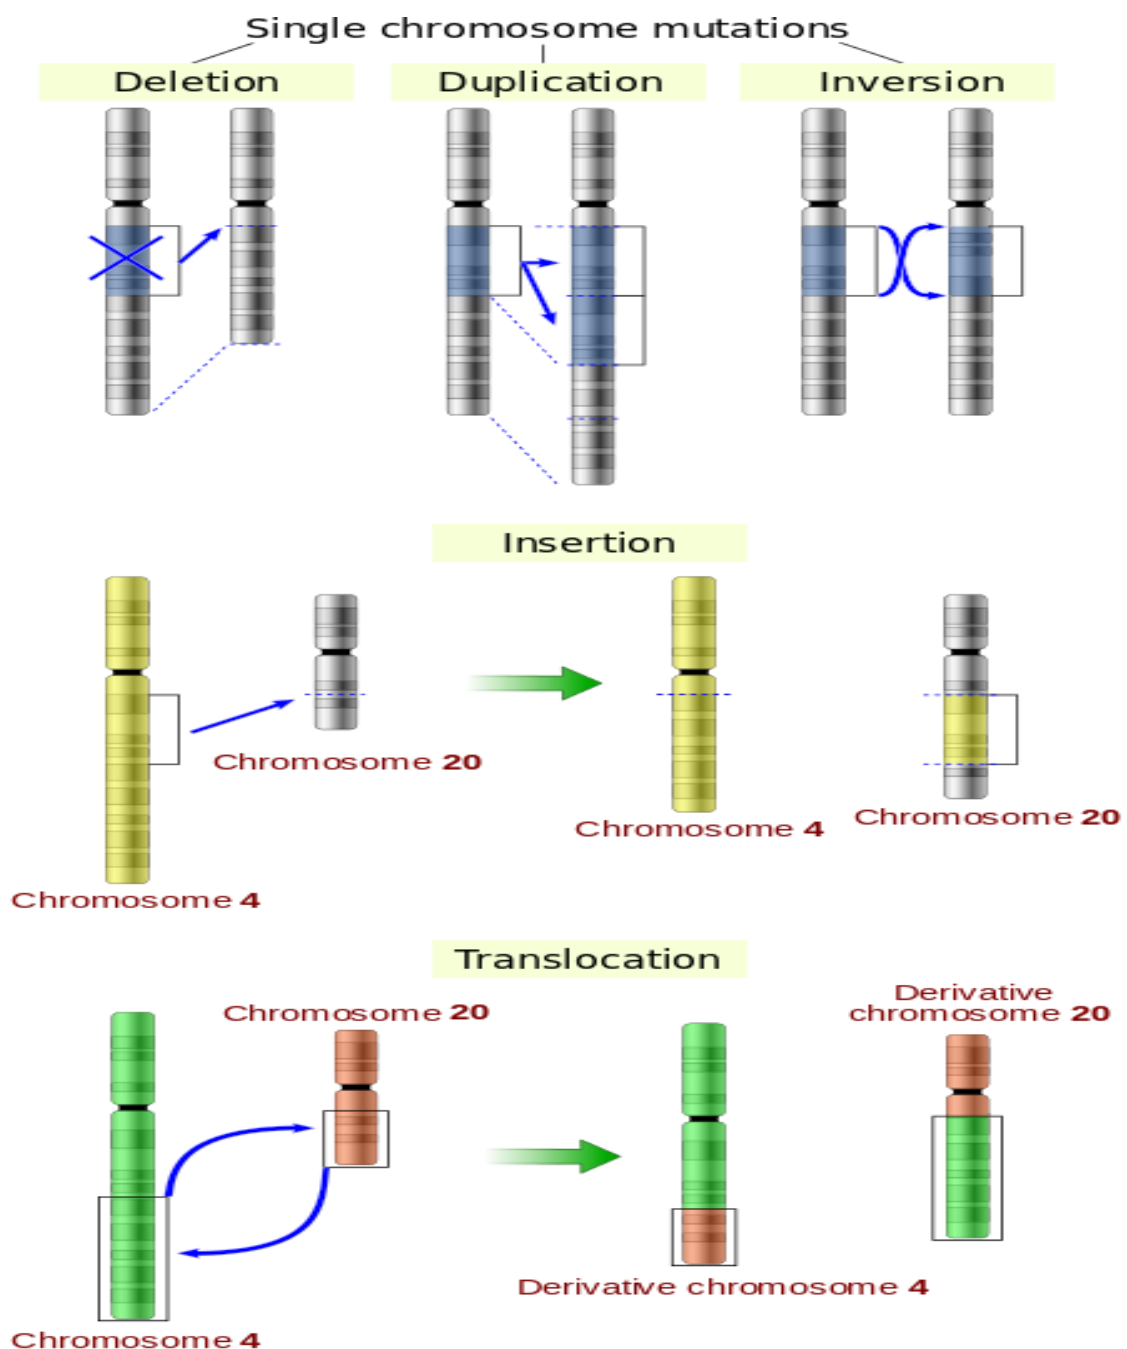 Single chromosome mutations
Deletion
Duplication
Inversion
Insertion
Chromosome 20
Chromosome 4
Chromosome 20
Chromosome 4
Translocation
Chromosome 20
Derivative
chromosome 20
Derivative chromosome 4
Chromosome 4